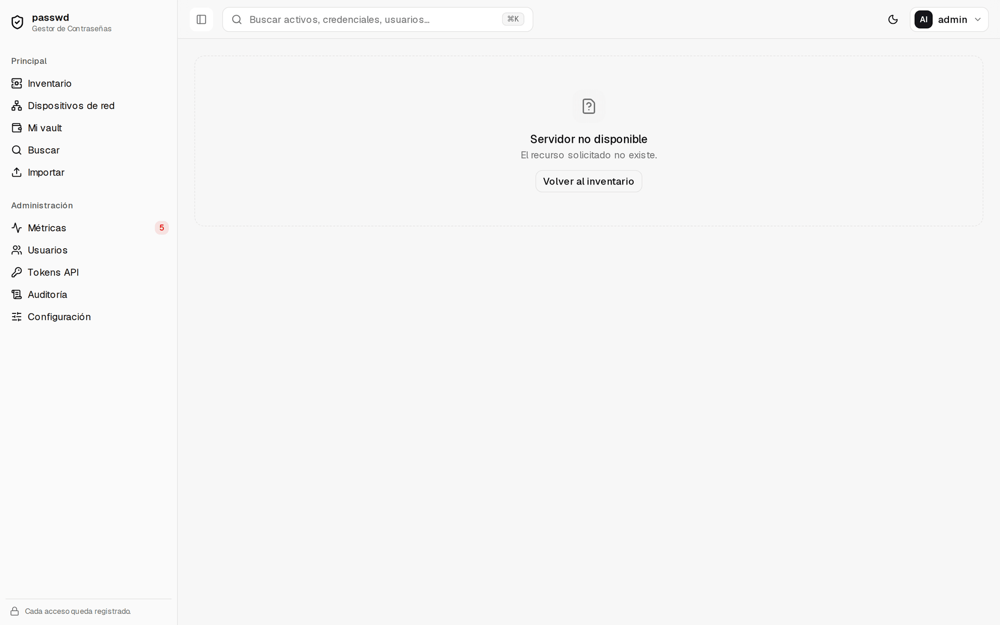 passwd
Gestor de Contraseñas
Buscar activos, credenciales, usuarios...
⌘K
AI
admin
Principal
Inventario
Dispositivos de red
Mi vault
Buscar
Importar
Administración
Métricas
5
Usuarios
Tokens API
Auditoría
Configuración
Servidor no disponible
El recurso solicitado no existe.
Volver al inventario
Cada acceso queda registrado.